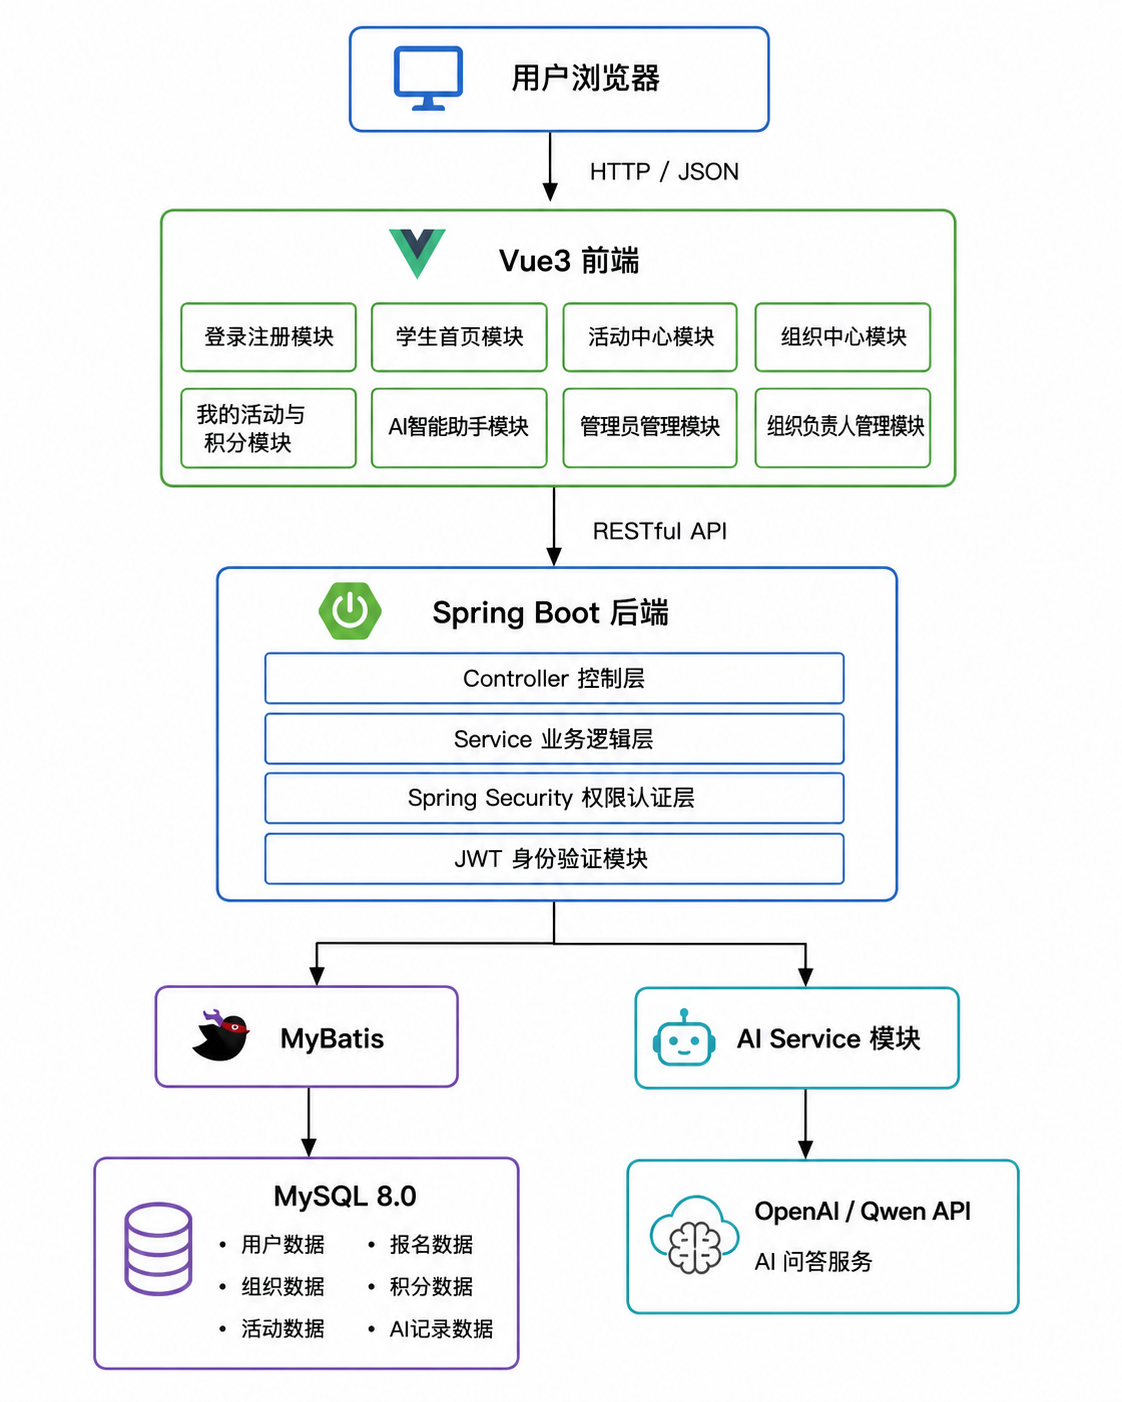 用户浏览器
HTTP / JSON
Vue3 前端
登录注册模块
学生首页模块
活动中心模块
组织中心模块
我的活动与
积分模块
AI智能助手模块
管理员管理模块
组织负责人管理模块
RESTful API
Spring Boot 后端
Controller 控制层
Service 业务逻辑层
Spring Security 权限认证层
JWT 身份验证模块
MyBatis
AI Service 模块
MySQL 8.0
• 用户数据
• 报名数据
• 组织数据
• 积分数据
• 活动数据
• AI记录数据
OpenAI / Qwen API
AI 问答服务